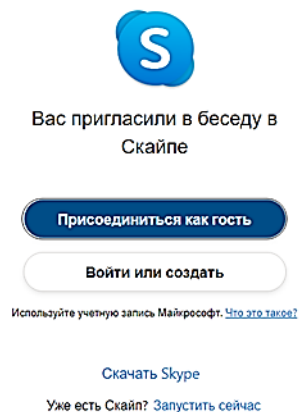 S
Вас пригласили в беседу в
Скайпе
Присоединиться как гость
Войти или создать
Используйте учетную запись Майкрософт. Что это такое?
Скачать Skype
Уже есть Скайп? Запустить сейчас